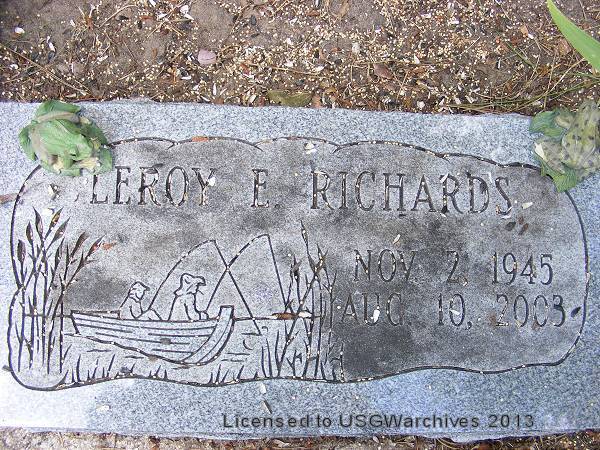 LEROY E. RICHARDS
NOV. 2, 1945
AUG. 10, 2003
Licensed to USGWarchives 2013